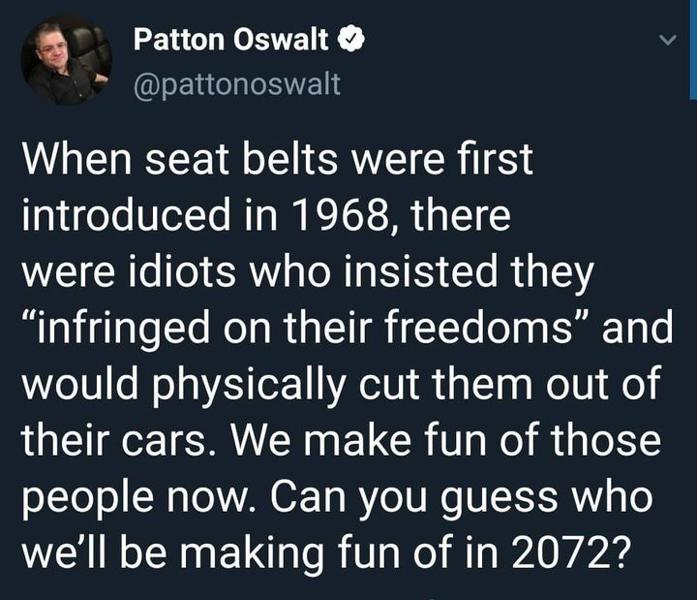 Patton Oswalt
@pattonoswalt
When seat belts were first
introduced in 1968, there
were idiots who insisted they
“infringed on their freedoms” and
would physically cut them out of
their cars. We make fun of those
people now. Can you guess who
we’ll be making fun of in 2072?